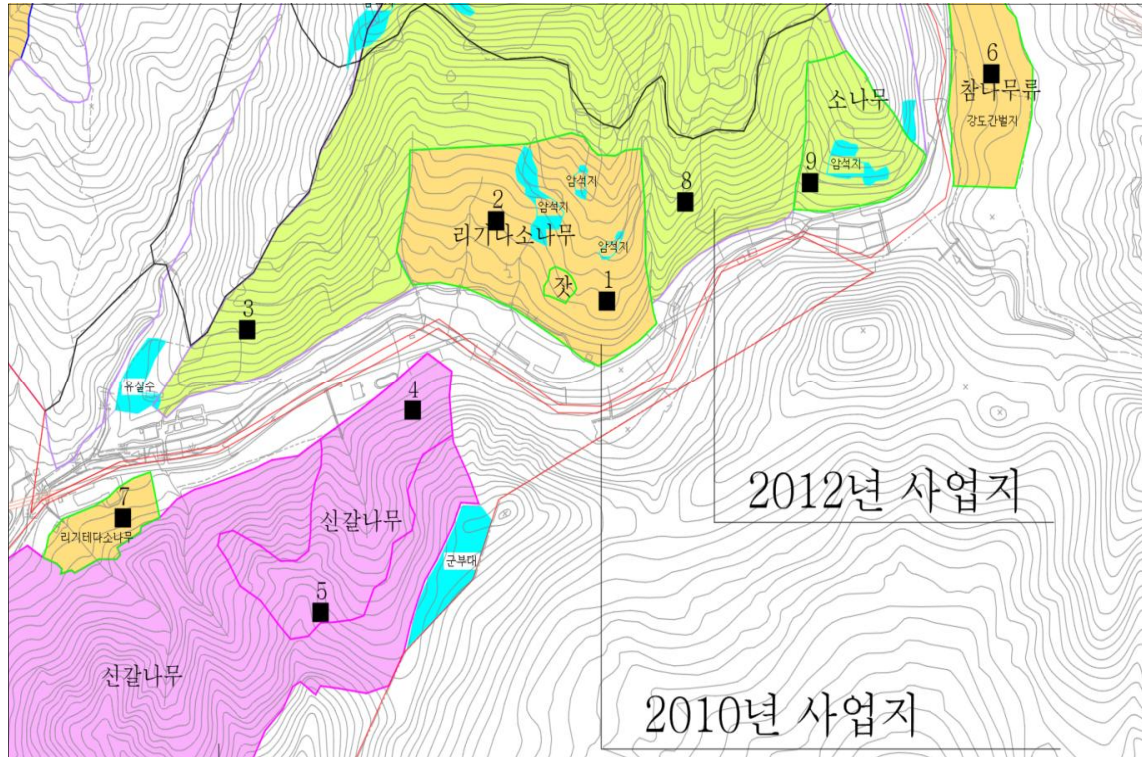 6
참나무류
강도간벌지
소나무
암석지
9
8
암석지
2
암석지
리기다소나무
암석지
잣
1
3
유실수
4
2012년 사업지
7
리기테다소나무
신갈나무
군부대
5
신갈나무
2010년 사업지